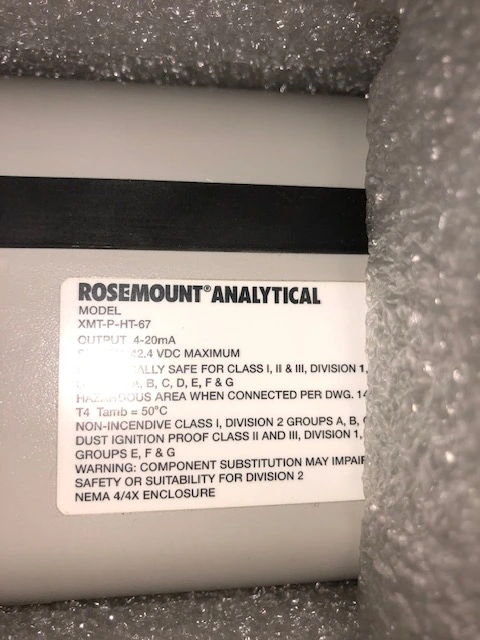 ROSEMOUNT® ANALYTICAL
MODEL
XMT-P-HT-67
OUTPUT 4-20mA
42.4 VDC MAXIMUM
SAFE FOR CLASS I, II & III, DIVISION 1,
A, B, C, D, E, F & G
HAZARDOUS AREA WHEN CONNECTED PER DWG. 14
T4 Tamb = 50°C
NON-INCENDIVE CLASS I, DIVISION 2 GROUPS A, B,
DUST IGNITION PROOF CLASS II AND III, DIVISION 1,
GROUPS E, F & G
WARNING: COMPONENT SUBSTITUTION MAY IMPAIR
SAFETY OR SUITABILITY FOR DIVISION 2
NEMA 4/4X ENCLOSURE